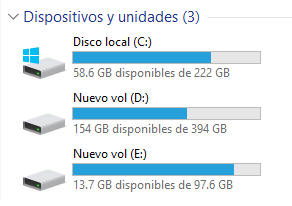 Dispositivos y unidades (3)
Disco local (C:)
58.6 GB disponibles de 222 GB
Nuevo vol (D:)
154 GB disponibles de 394 GB
Nuevo vol (E:)
13.7 GB disponibles de 97.6 GB